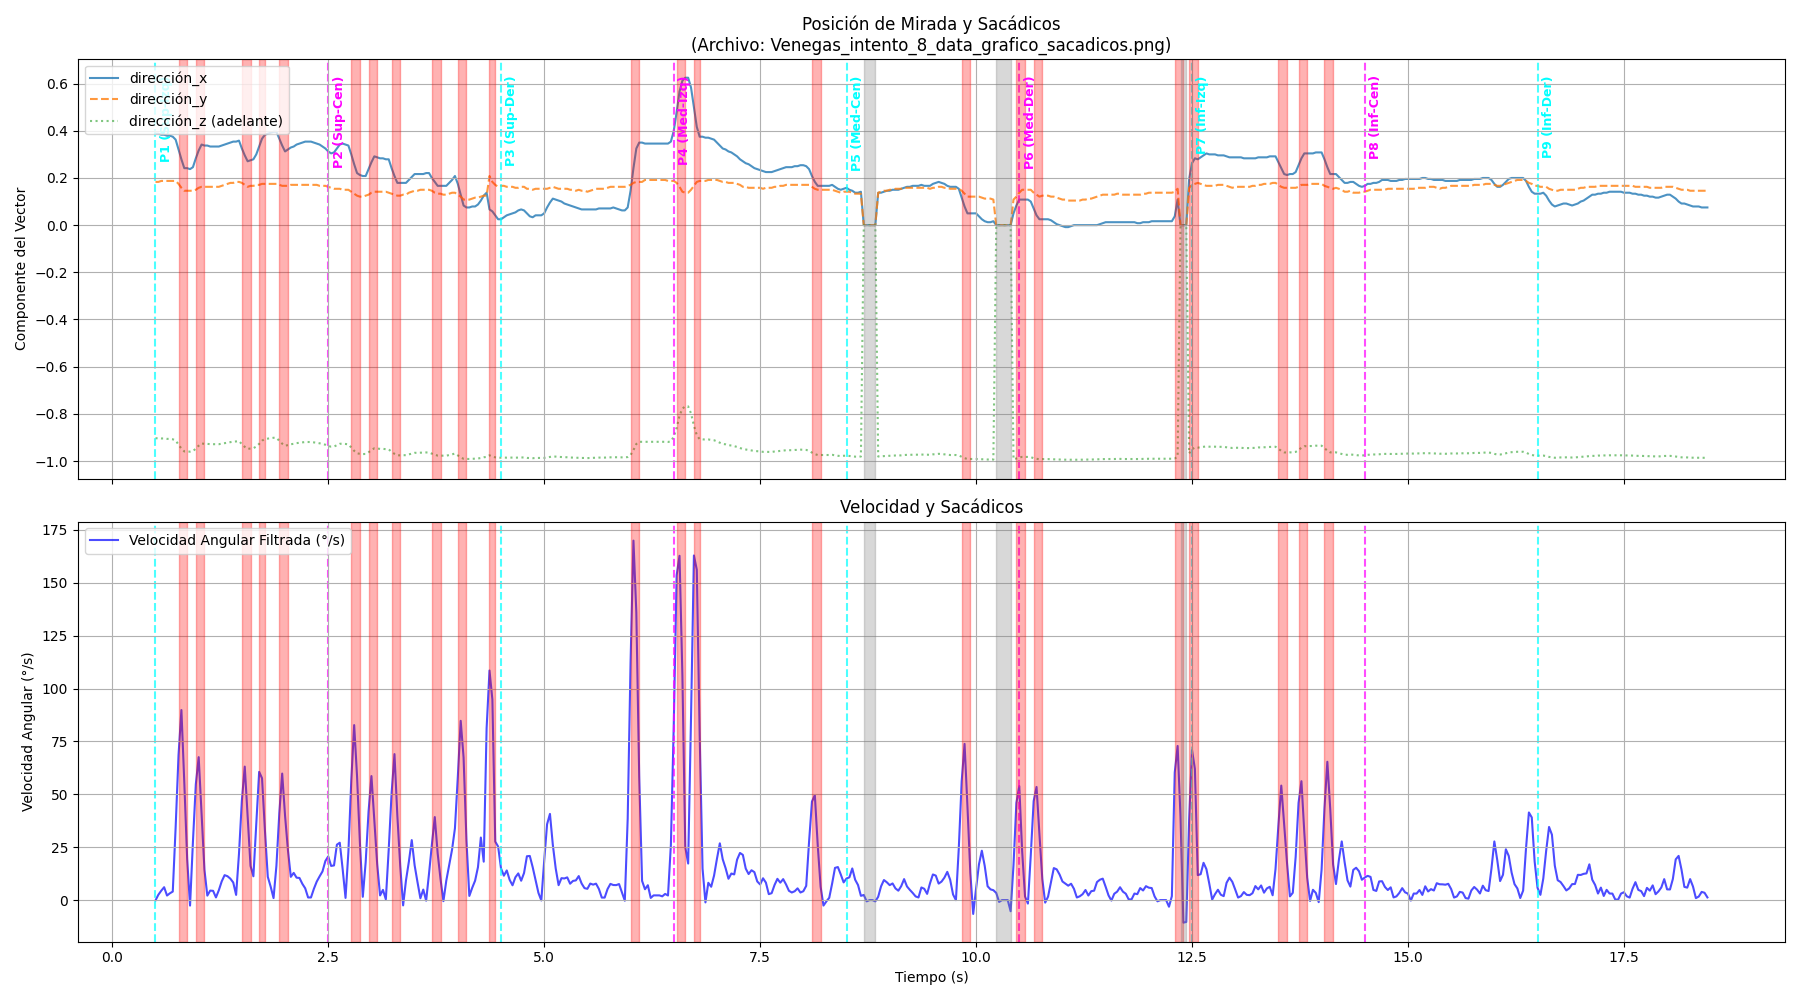 Posición de Mirada y Sacádicos
(Archivo: Venegas_intento_8_data_grafico_sacadicos.png)
Componente del Vector
0.6
0.4
0.2
0.0
−0.2
−0.4
−0.6
−0.8
−1.0
dirección_x
dirección_y
dirección_z (adelante)
P1
P2 (Sup-Cen)
P3 (Sup-Der)
P4 (Med-Izq)
P5 (Med-Cen)
P6 (Med-Der)
P7 (Inf-Izq)
P8 (Inf-Cen)
P9 (Inf-Der)
Velocidad y Sacádicos
Velocidad Angular (°/s)
175
150
125
100
75
50
25
0
Velocidad Angular Filtrada (°/s)
0.0
2.5
5.0
7.5
10.0
12.5
15.0
17.5
Tiempo (s)